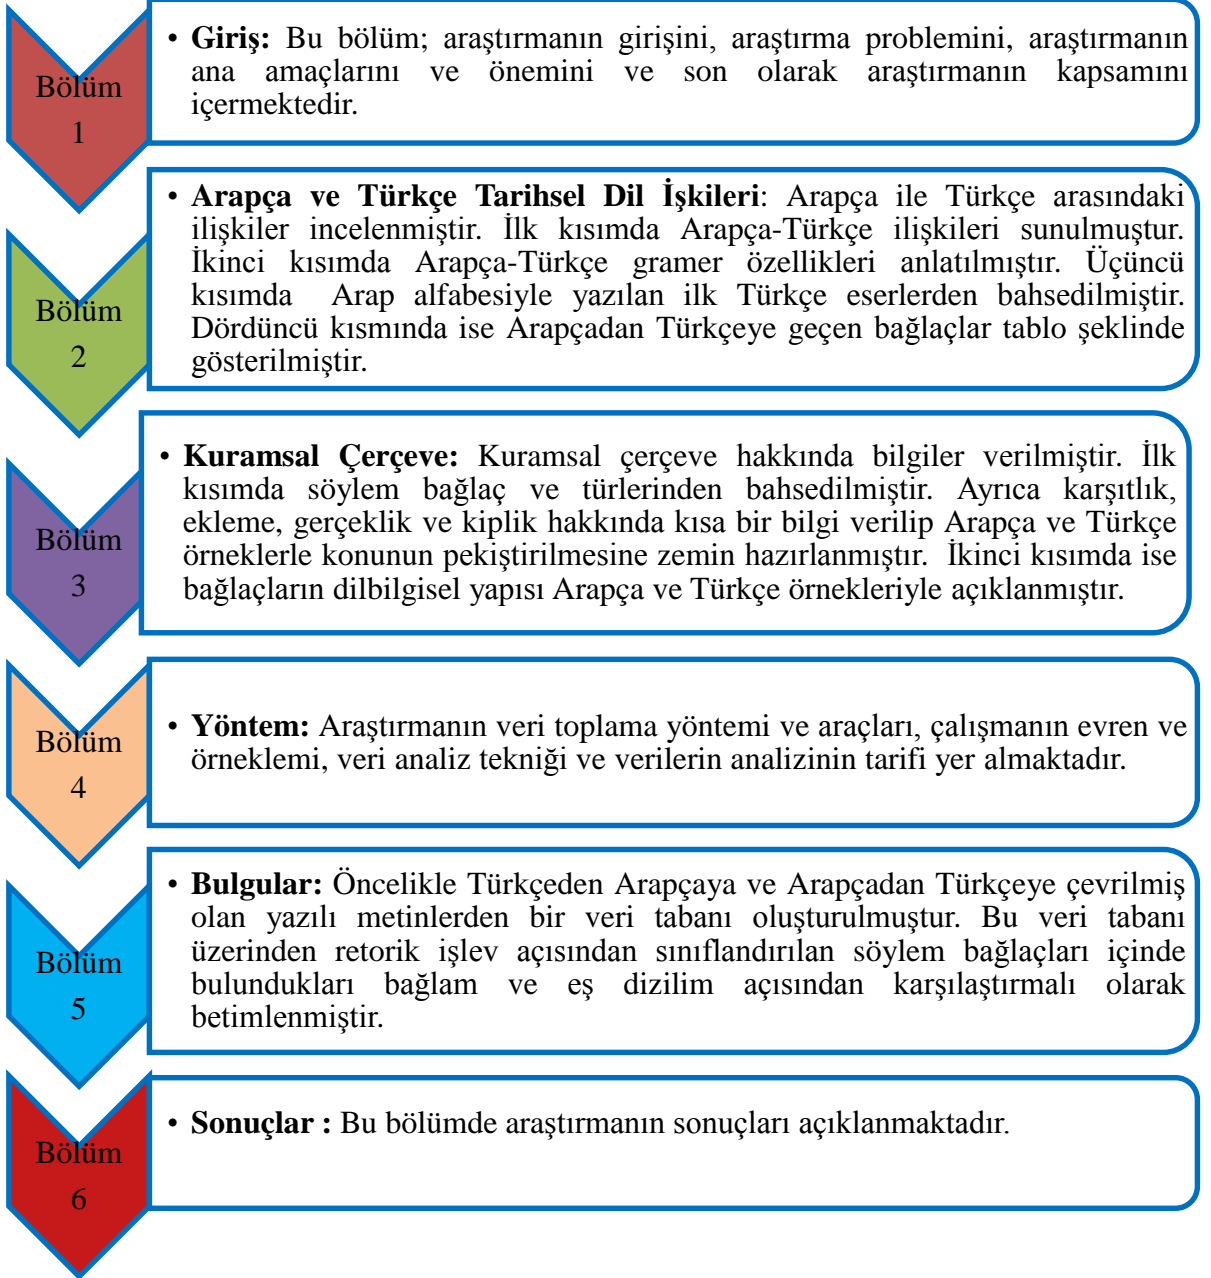 Bölüm
1
• Giriş: Bu bölüm; araştırmanın girişini, araştırma problemini, araştırmanın
ana amaçlarını ve önemini ve son olarak araştırmanın kapsamını
içermektedir.
Bölüm
2
• Arapça ve Türkçe Tarihsel Dil İşkileri: Arapça ile Türkçe arasındaki
ilişkiler incelenmiştir. İlk kısımda Arapça-Türkçe ilişkileri sunulmuştur.
İkinci kısımda Arapça-Türkçe gramer özellikleri anlatılmıştır. Üçüncü
kısımda Arap alfabesiyle yazılan ilk Türkçe eserlerden bahsedilmiştir.
Dördüncü kısmında ise Arapçadan Türkçeye geçen bağlaçlar tablo şeklinde
gösterilmiştir.
Bölüm
3
• Kuramsal Çerçeve: Kuramsal çerçeve hakkında bilgiler verilmiştir. İlk
kısımda söylem bağlaç ve türlerinden bahsedilmiştir. Ayrıca karşıtlık,
ekleme, gerçeklik ve kiplik hakkında kısa bir bilgi verilip Arapça ve Türkçe
örneklerle konunun pekiştirilmesine zemin hazırlanmıştır. İkinci kısımda ise
bağlaçların dilbilgisel yapısı Arapça ve Türkçe örnekleriyle açıklanmıştır.
Bölüm
4
• Yöntem: Araştırmanın veri toplama yöntemi ve araçları, çalışmanın evren ve
örneklemi, veri analiz tekniği ve verilerin analizinin tarifi yer almaktadır.
Bölüm
5
• Bulgular: Öncelikle Türkçeden Arapçaya ve Arapçadan Türkçeye çevrilmiş
olan yazılı metinlerden bir veri tabanı oluşturulmuştur. Bu veri tabanı
üzerinden retorik işlev açısından sınıflandırılan söylem bağlaçları içinde
bulundukları bağlam ve eş dizilim açısından karşılaştırmalı olarak
betimlenmiştir.
Bölüm
6
• Sonuçlar : Bu bölümde araştırmanın sonuçları açıklanmaktadır.